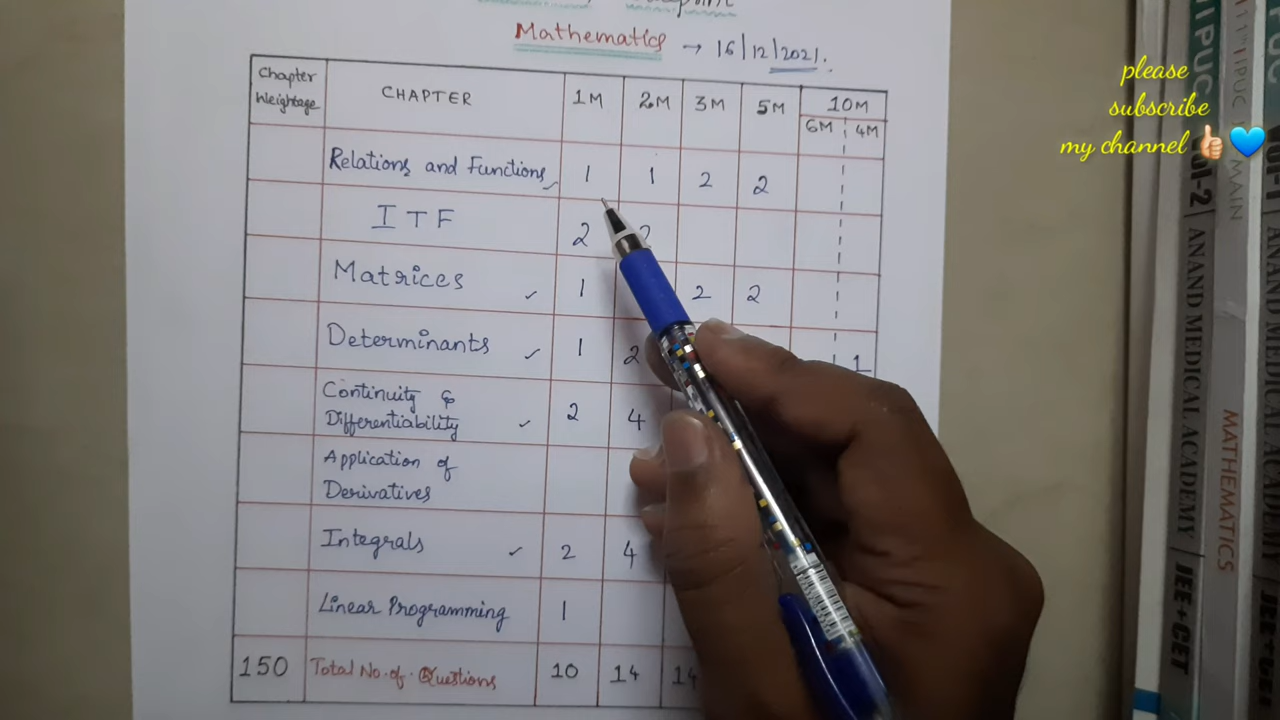 Mathematics → 16/12/2021.
Chapter Weightage CHAPTER 1M 2M 3M 5M 10M
6M 4M
Relations and Functions 1 1 2 2
ITF 2 2
Matrices 1 2 2
Determinants 1 2 1
Continuity &
Differentiability 2 4
Application of
Derivatives
Integrals 2 4
Linear Programming 1
150 Total No. of. Questions 10 14 14
please
subscribe
my channel 👍🏻💙
II PUC
MATHEMATICS
ANAND MEDICAL ACADEMY
JEE+CET